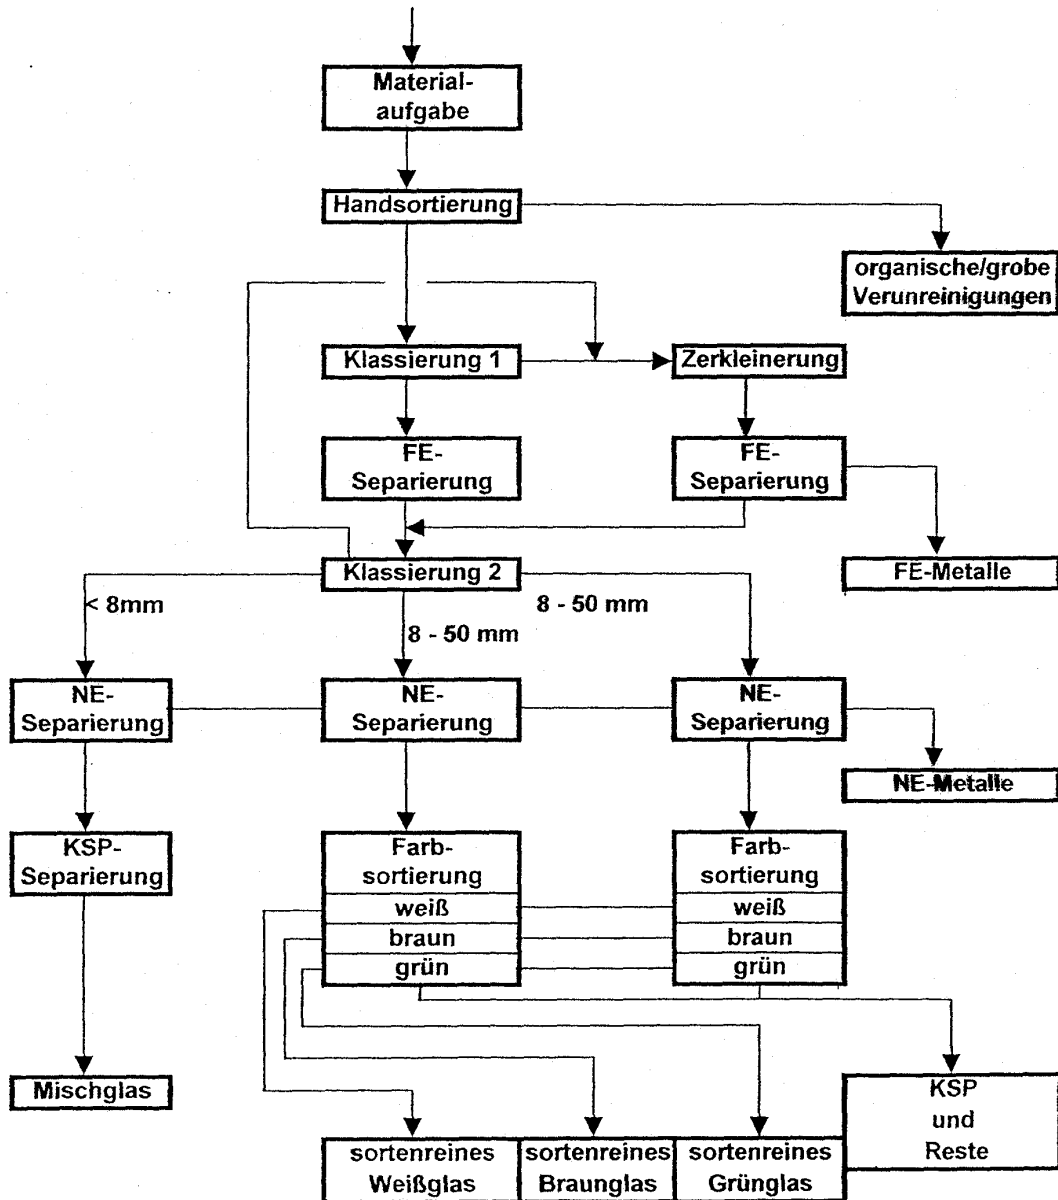 Material-
aufgabe
Handsortierung
organische/grobe
Verunreinigungen
Klassierung 1
Zerkleinerung
FE-
Separierung
FE-
Separierung
Klassierung 2
FE-Metalle
< 8mm
8 - 50 mm
8 - 50 mm
NE-
Separierung
NE-
Separierung
NE-
Separierung
NE-Metalle
KSP-
Separierung
Farb-
sortierung
weiß
braun
grün
Farb-
sortierung
weiß
braun
grün
Mischglas
KSP
und
Reste
sortenreines
Weißglas
sortenreines
Braunglas
sortenreines
Grünglas